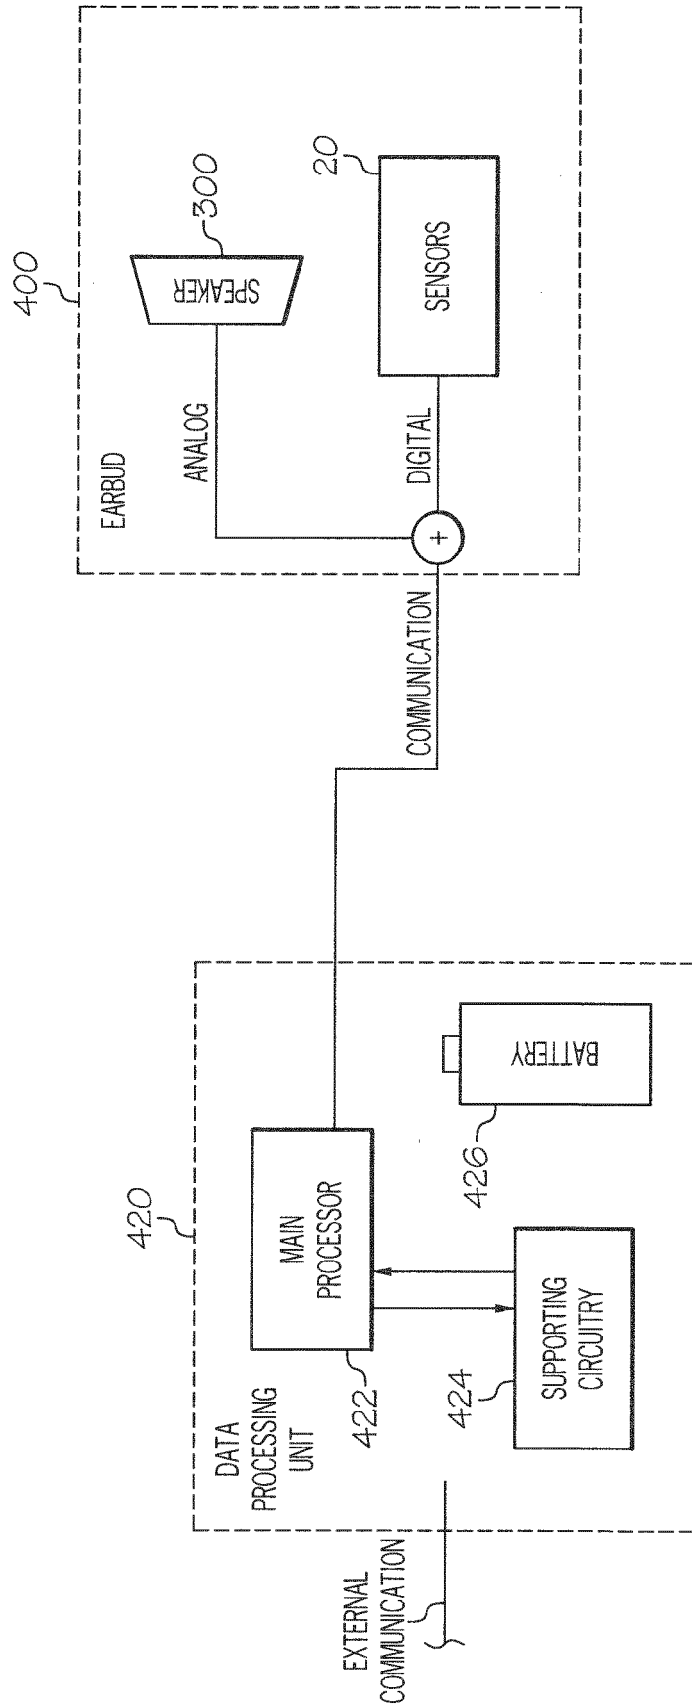 400
EARBUD
ANALOG
SPEAKER
300
DIGITAL
SENSORS
20
+
COMMUNICATION
420
DATA
PROCESSING
UNIT
MAIN
PROCESSOR
422
SUPPORTING
CIRCUITRY
424
BATTERY
426
EXTERNAL
COMMUNICATION